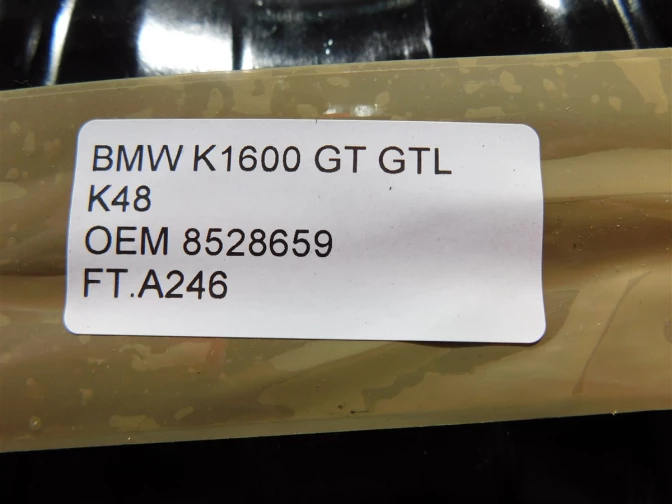 BMW K1600 GT GTL
K48
OEM 8528659
FT.A246